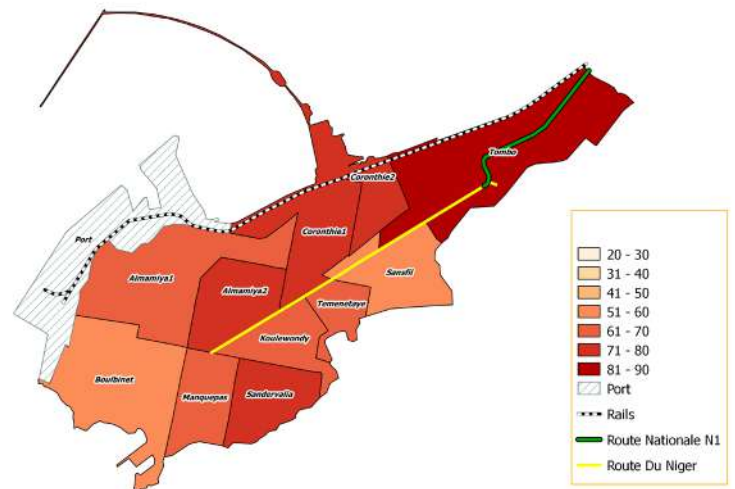 Tombo
Coronthie2
Port
Coronthie1
Sansfil
Almamiya1
Almamiya2
Temenetaye
Koulewondy
Boulbinet
Manquepas
Sandervalia
20 - 30
31 - 40
41 - 50
51 - 60
61 - 70
71 - 80
81 - 90
Port
Rails
Route Nationale N1
Route Du Niger